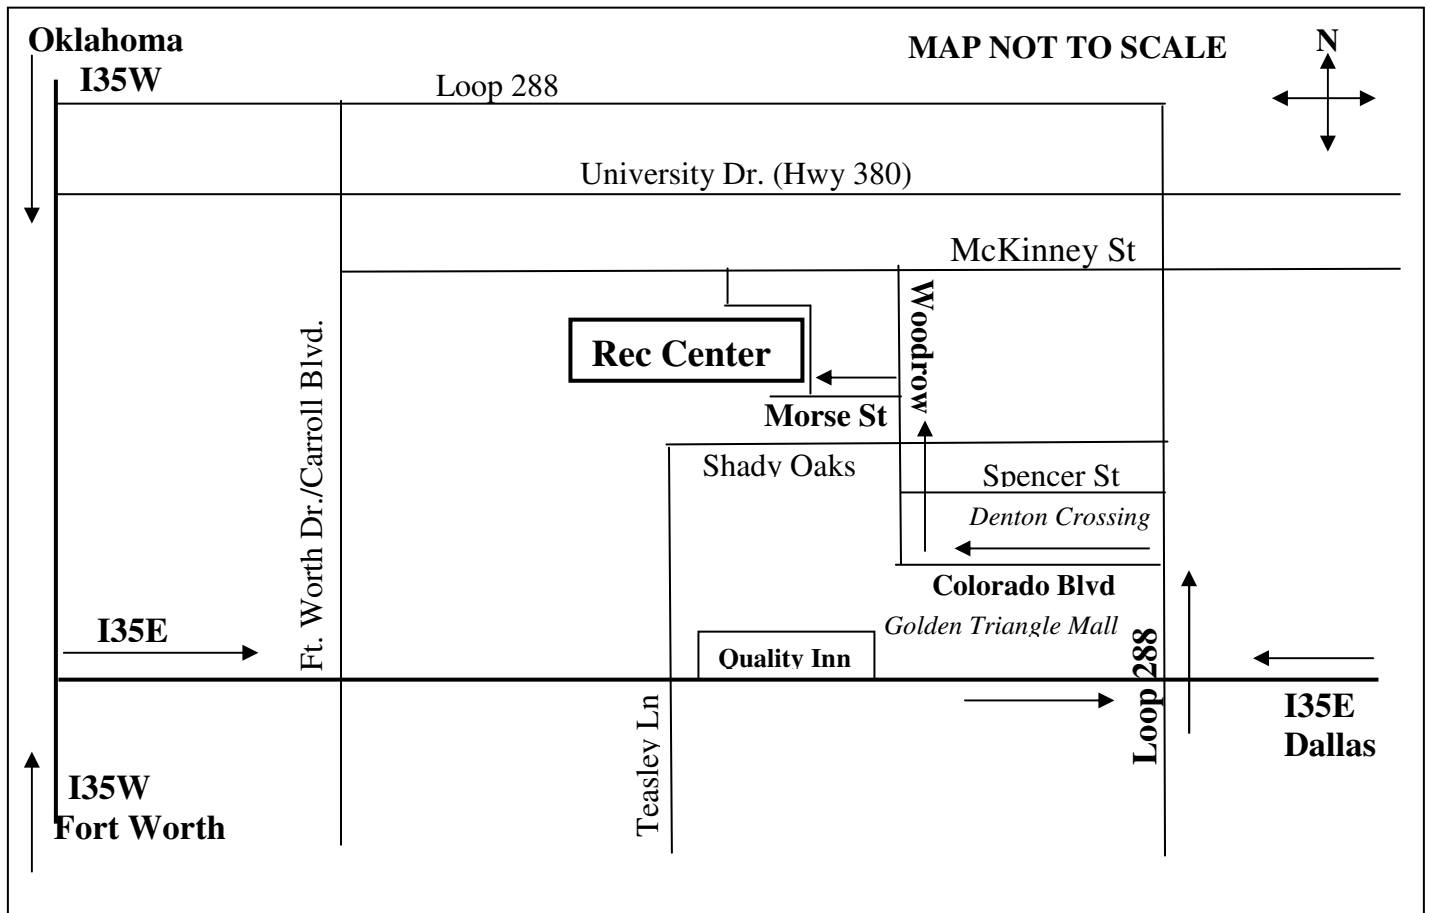 Oklahoma
I35W
MAP NOT TO SCALE
N
Loop 288
University Dr. (Hwy 380)
McKinney St
Woodrow
Rec Center
Morse St
Shady Oaks
Spencer St
Denton Crossing
Ft. Worth Dr./Carroll Blvd.
Colorado Blvd
Golden Triangle Mall
I35E
Quality Inn
Loop 288
Teasley Ln
I35E
Dallas
I35W
Fort Worth